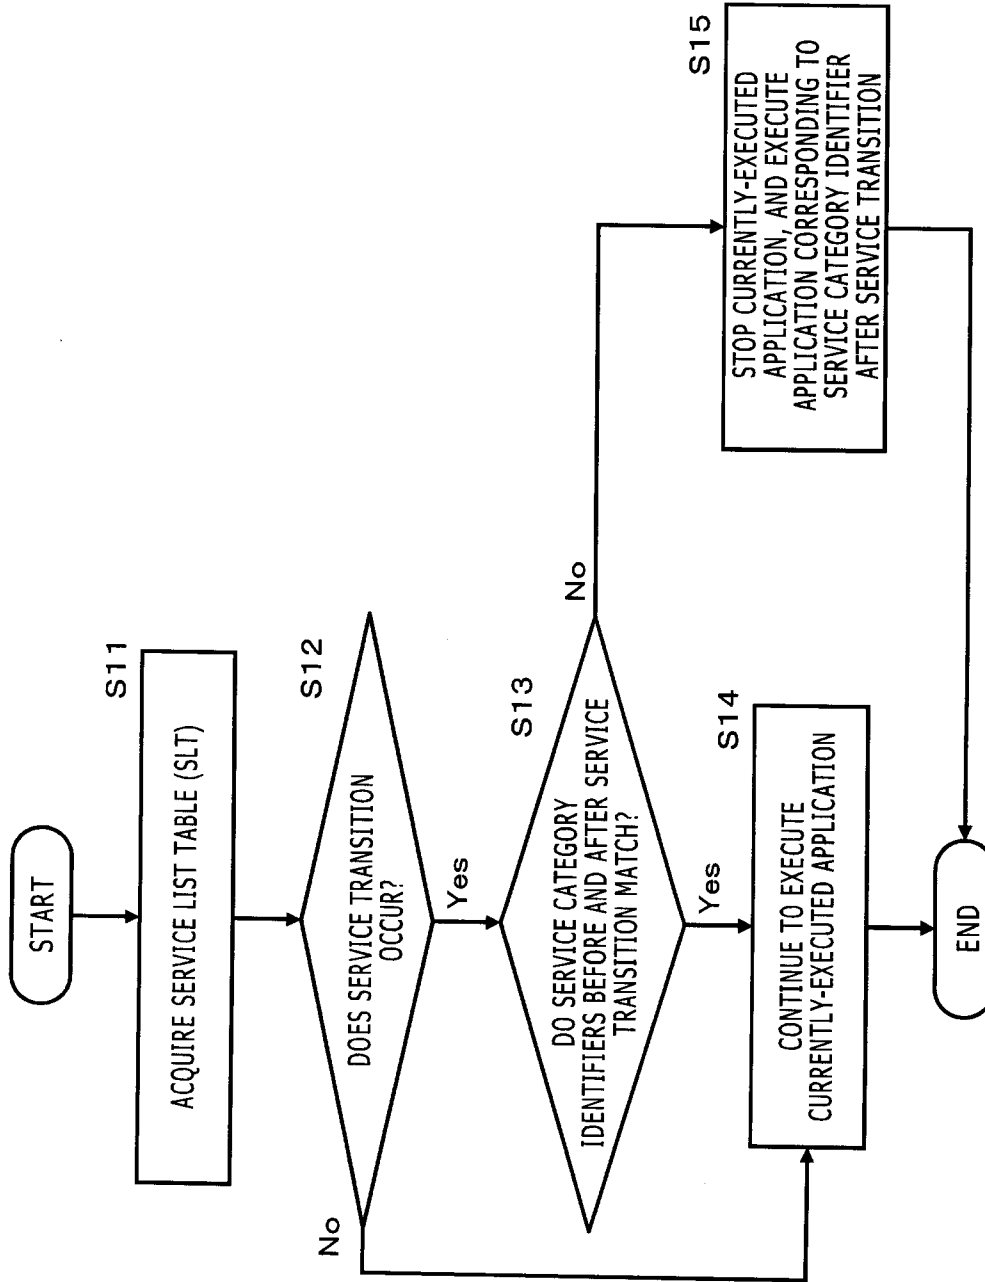 START
S11
ACQUIRE SERVICE LIST TABLE (SLT)
S12
DOES SERVICE TRANSITION
OCCUR?
No
Yes
S13
DO SERVICE CATEGORY
IDENTIFIERS BEFORE AND AFTER SERVICE
TRANSITION MATCH?
No
Yes
S14
CONTINUE TO EXECUTE
CURRENTLY-EXECUTED APPLICATION
S15
STOP CURRENTLY-EXECUTED
APPLICATION, AND EXECUTE
APPLICATION CORRESPONDING TO
SERVICE CATEGORY IDENTIFIER
AFTER SERVICE TRANSITION
END